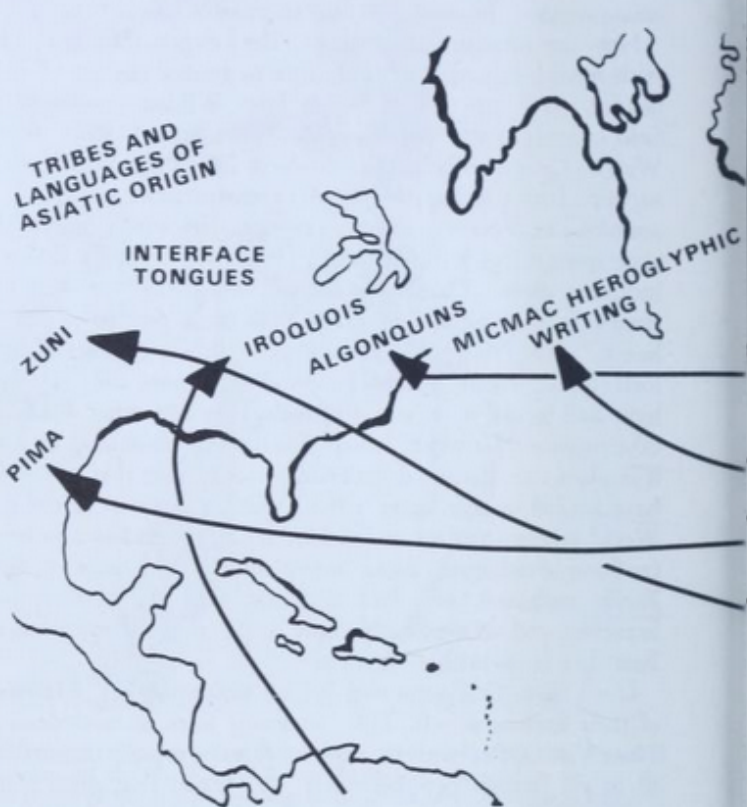 TRIBES AND
LANGUAGES OF
ASIATIC ORIGIN
INTERFACE
TONGUES
ZUNI
IROQUOIS
ALGONQUINS
MICMAC HIEROGLYPHIC
WRITING
PIMA